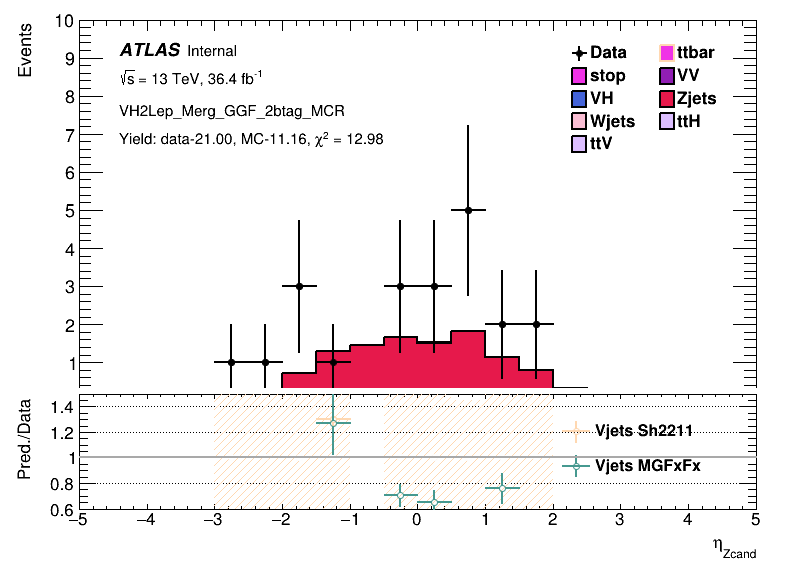 Events
10
9
8
7
6
5
4
3
2
1
ATLAS Internal
√s = 13 TeV, 36.4 fb⁻¹
VH2Lep_Merg_GGF_2btag_MCR
Yield: data-21.00, MC-11.16, χ² = 12.98
Data
ttbar
stop
VV
VH
Zjets
Wjets
ttH
ttV
Pred./Data
1.4
1.2
1
0.8
0.6
Vjets Sh2211
Vjets MGFxFx
−5 −4 −3 −2 −1 0 1 2 3 4 5
η_Zcand